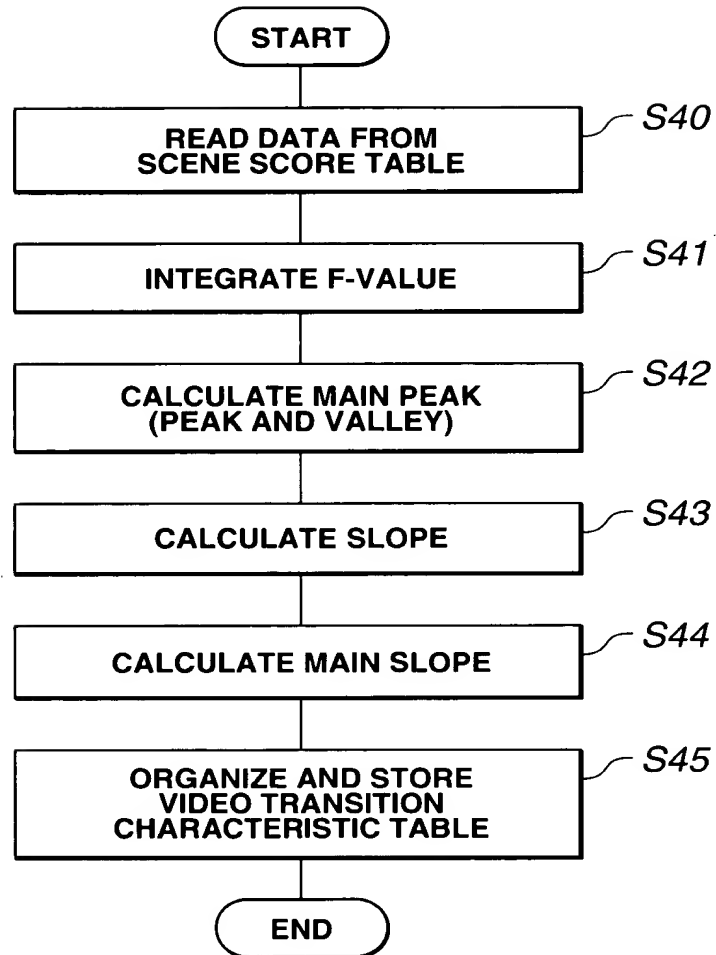 START
READ DATA FROM
SCENE SCORE TABLE
S40
INTEGRATE F-VALUE
S41
CALCULATE MAIN PEAK
(PEAK AND VALLEY)
S42
CALCULATE SLOPE
S43
CALCULATE MAIN SLOPE
S44
ORGANIZE AND STORE
VIDEO TRANSITION
CHARACTERISTIC TABLE
S45
END